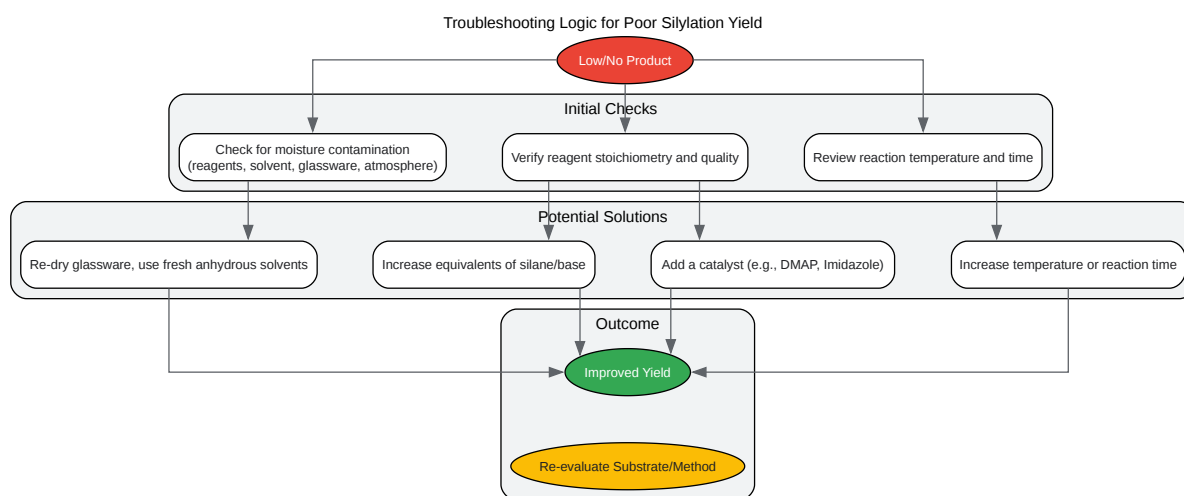 Troubleshooting Logic for Poor Silylation Yield
Low/No Product
Initial Checks
Check for moisture contamination
(reagents, solvent, glassware, atmosphere)
Verify reagent stoichiometry and quality
Review reaction temperature and time
Potential Solutions
Re-dry glassware, use fresh anhydrous solvents
Increase equivalents of silane/base
Add a catalyst (e.g., DMAP, Imidazole)
Increase temperature or reaction time
Outcome
Improved Yield
Re-evaluate Substrate/Method